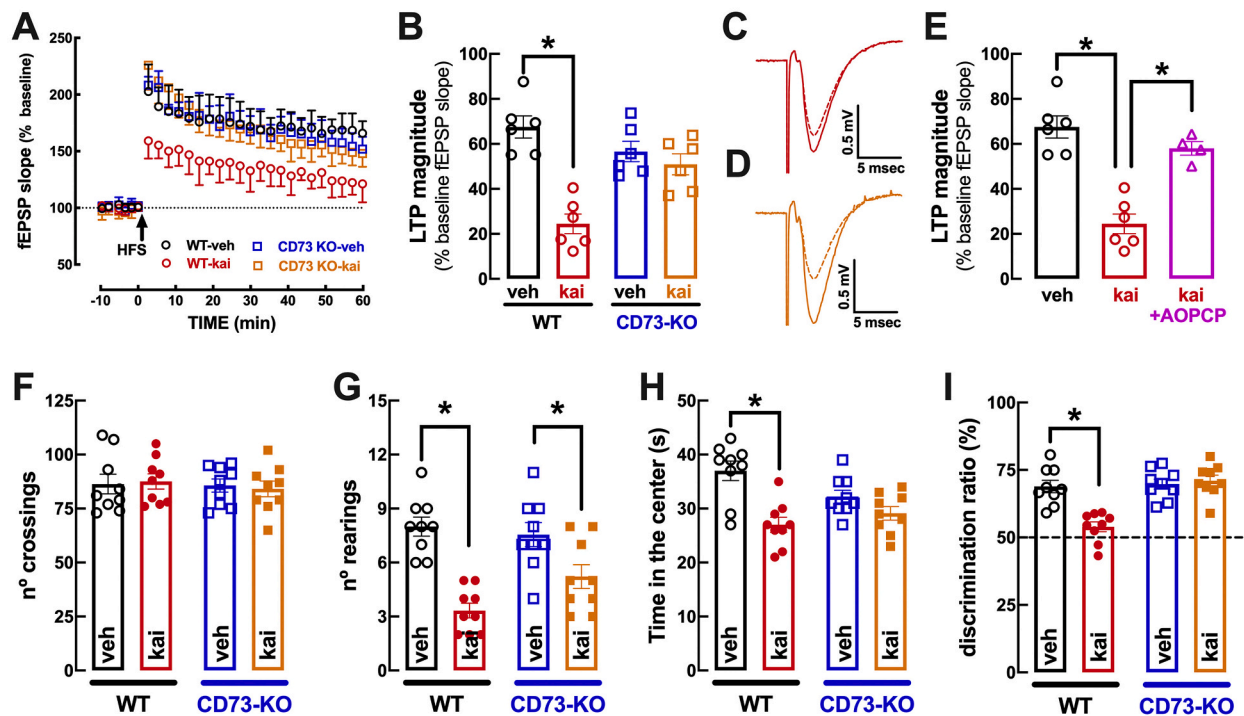 A
fEPSP slope (% baseline)
250
200
150
100
50
HFS
WT-veh
CD73 KO-veh
WT-kai
CD73 KO-kai
-10 0 10 20 30 40 50 60
TIME (min)
B
LTP magnitude
(% baseline fEPSP slope)
100
80
60
40
20
0
*
veh kai veh kai
WT CD73-KO
C
0.5 mV
5 msec
D
0.5 mV
5 msec
E
LTP magnitude
(% baseline fEPSP slope)
100
80
60
40
20
0
* *
veh kai kai
+AOPCP
F
nº crossings
125
100
75
50
25
0
veh kai veh kai
WT CD73-KO
G
nº rearings
15
12
9
6
3
0
* *
veh kai veh kai
WT CD73-KO
H
Time in the center (s)
50
40
30
20
10
0
*
veh kai veh kai
WT CD73-KO
I
discrimination ratio (%)
100
75
50
25
0
*
veh kai veh kai
WT CD73-KO